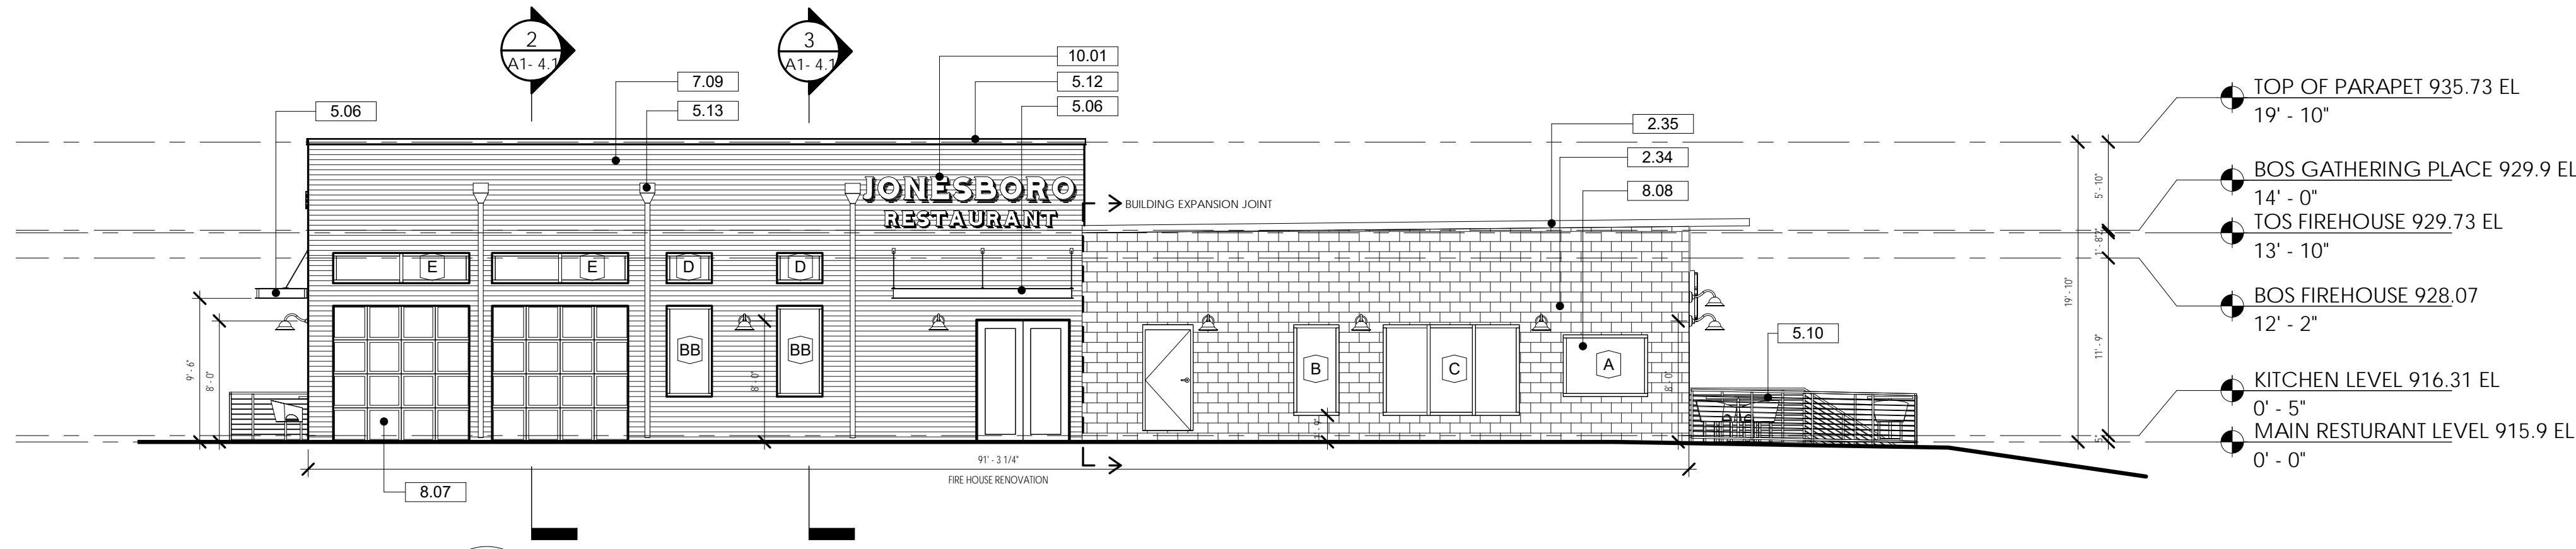 2
A1- 4.1
3
A1- 4.1
10.01
7.09
5.12
5.06
5.13
5.06
2.35
2.34
8.08
JONESBORO
RESTAURANT
BUILDING EXPANSION JOINT
E
E
D
D
BB
BB
B
C
A
5.10
8.07
9' - 6"
8' - 0"
8' - 0"
8' - 0"
91' - 3 1/4"
FIRE HOUSE RENOVATION
19' - 10"
5' - 10"
11' - 9"
5"
TOP OF PARAPET 935.73 EL
19' - 10"
BOS GATHERING PLACE 929.9 EL
14' - 0"
TOS FIREHOUSE 929.73 EL
13' - 10"
BOS FIREHOUSE 928.07
12' - 2"
KITCHEN LEVEL 916.31 EL
0' - 5"
MAIN RESTURANT LEVEL 915.9 EL
0' - 0"